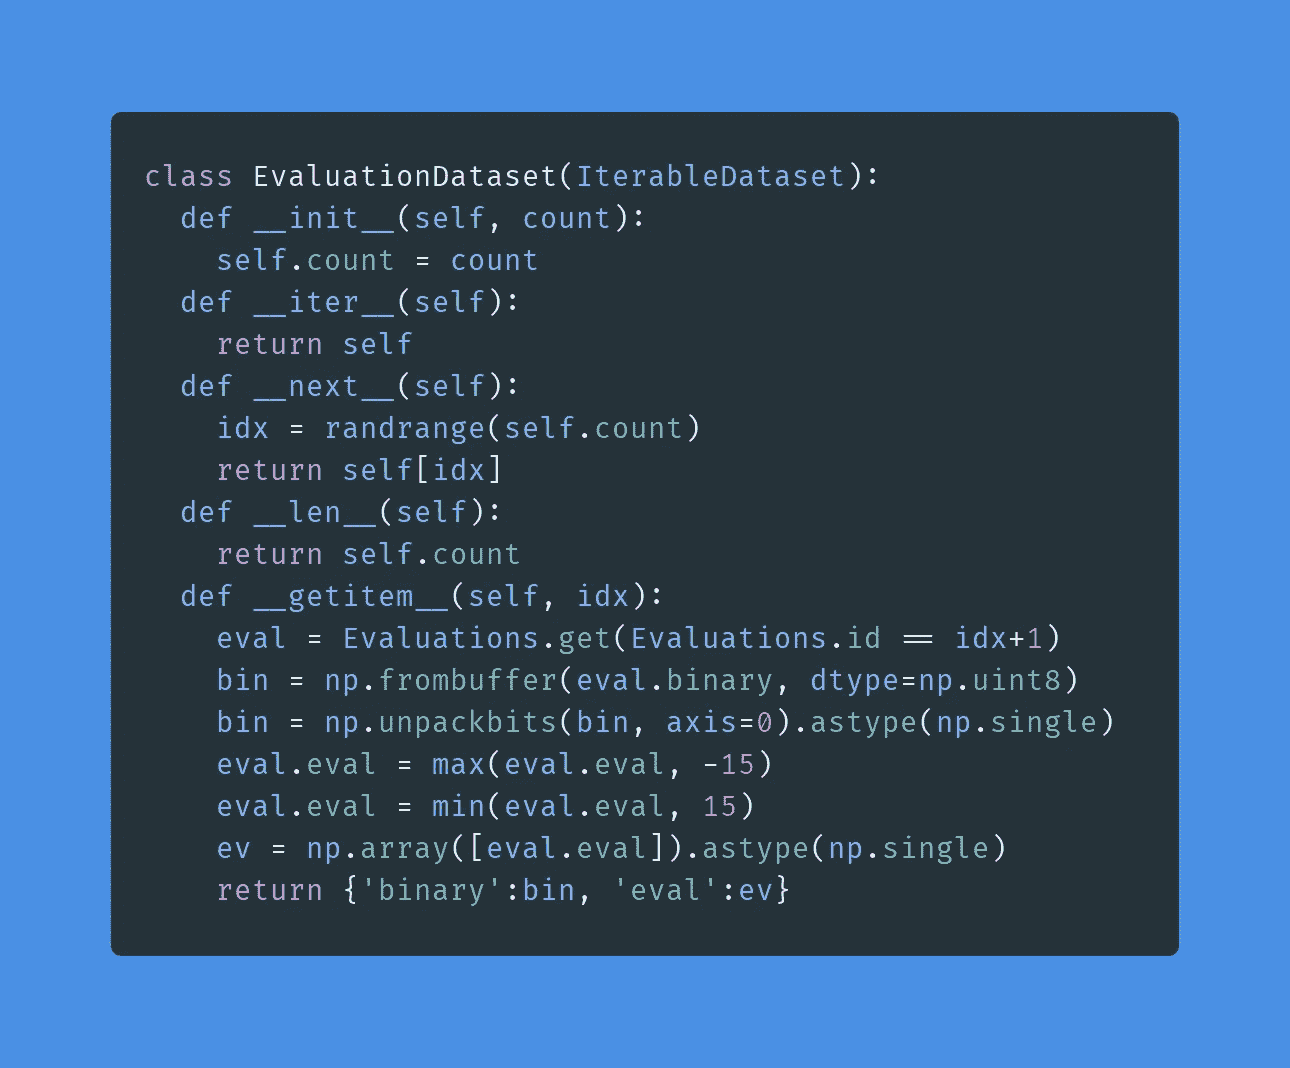 class EvaluationDataset(IterableDataset):
  def __init__(self, count):
    self.count = count
  def __iter__(self):
    return self
  def __next__(self):
    idx = randrange(self.count)
    return self[idx]
  def __len__(self):
    return self.count
  def __getitem__(self, idx):
    eval = Evaluations.get(Evaluations.id == idx+1)
    bin = np.frombuffer(eval.binary, dtype=np.uint8)
    bin = np.unpackbits(bin, axis=0).astype(np.single)
    eval.eval = max(eval.eval, -15)
    eval.eval = min(eval.eval, 15)
    ev = np.array([eval.eval]).astype(np.single)
    return {'binary':bin, 'eval':ev}